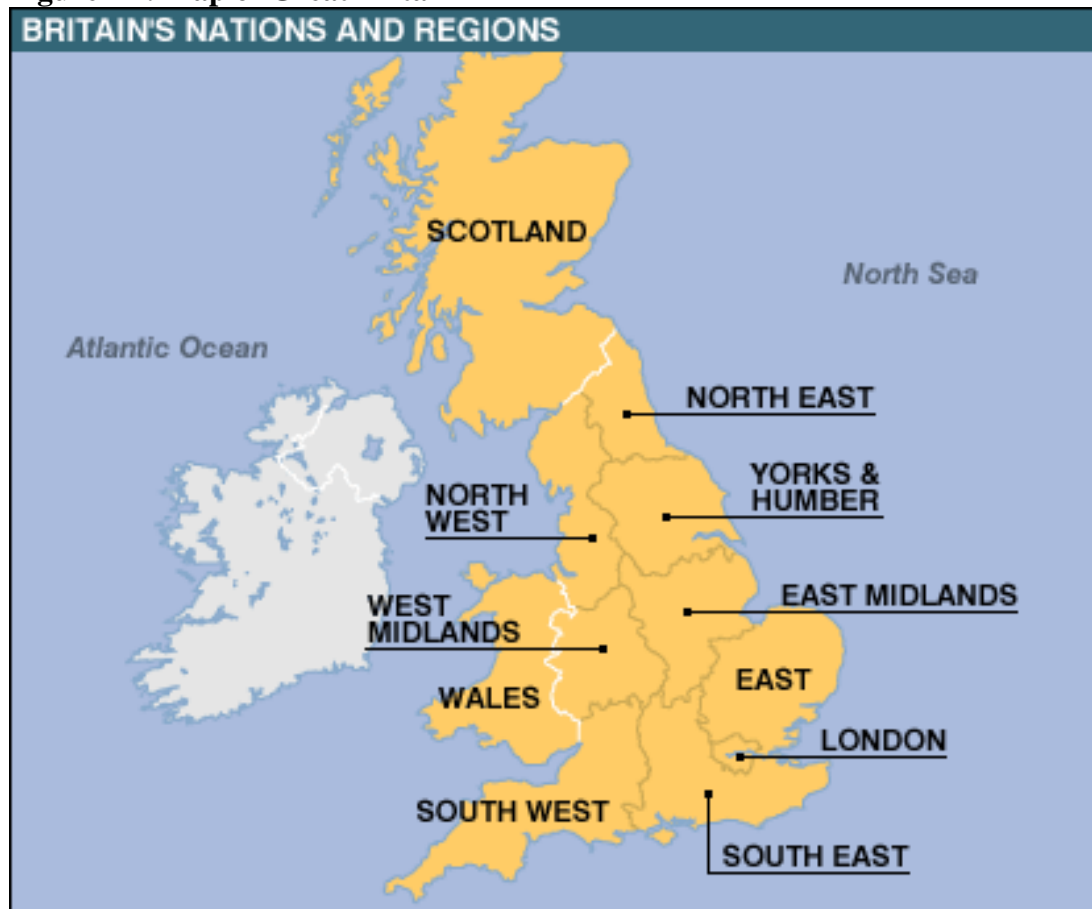 BRITAIN'S NATIONS AND REGIONS
SCOTLAND
North Sea
Atlantic Ocean
NORTH EAST
YORKS &
HUMBER
NORTH
WEST
EAST MIDLANDS
WEST
MIDLANDS
EAST
WALES
LONDON
SOUTH WEST
SOUTH EAST